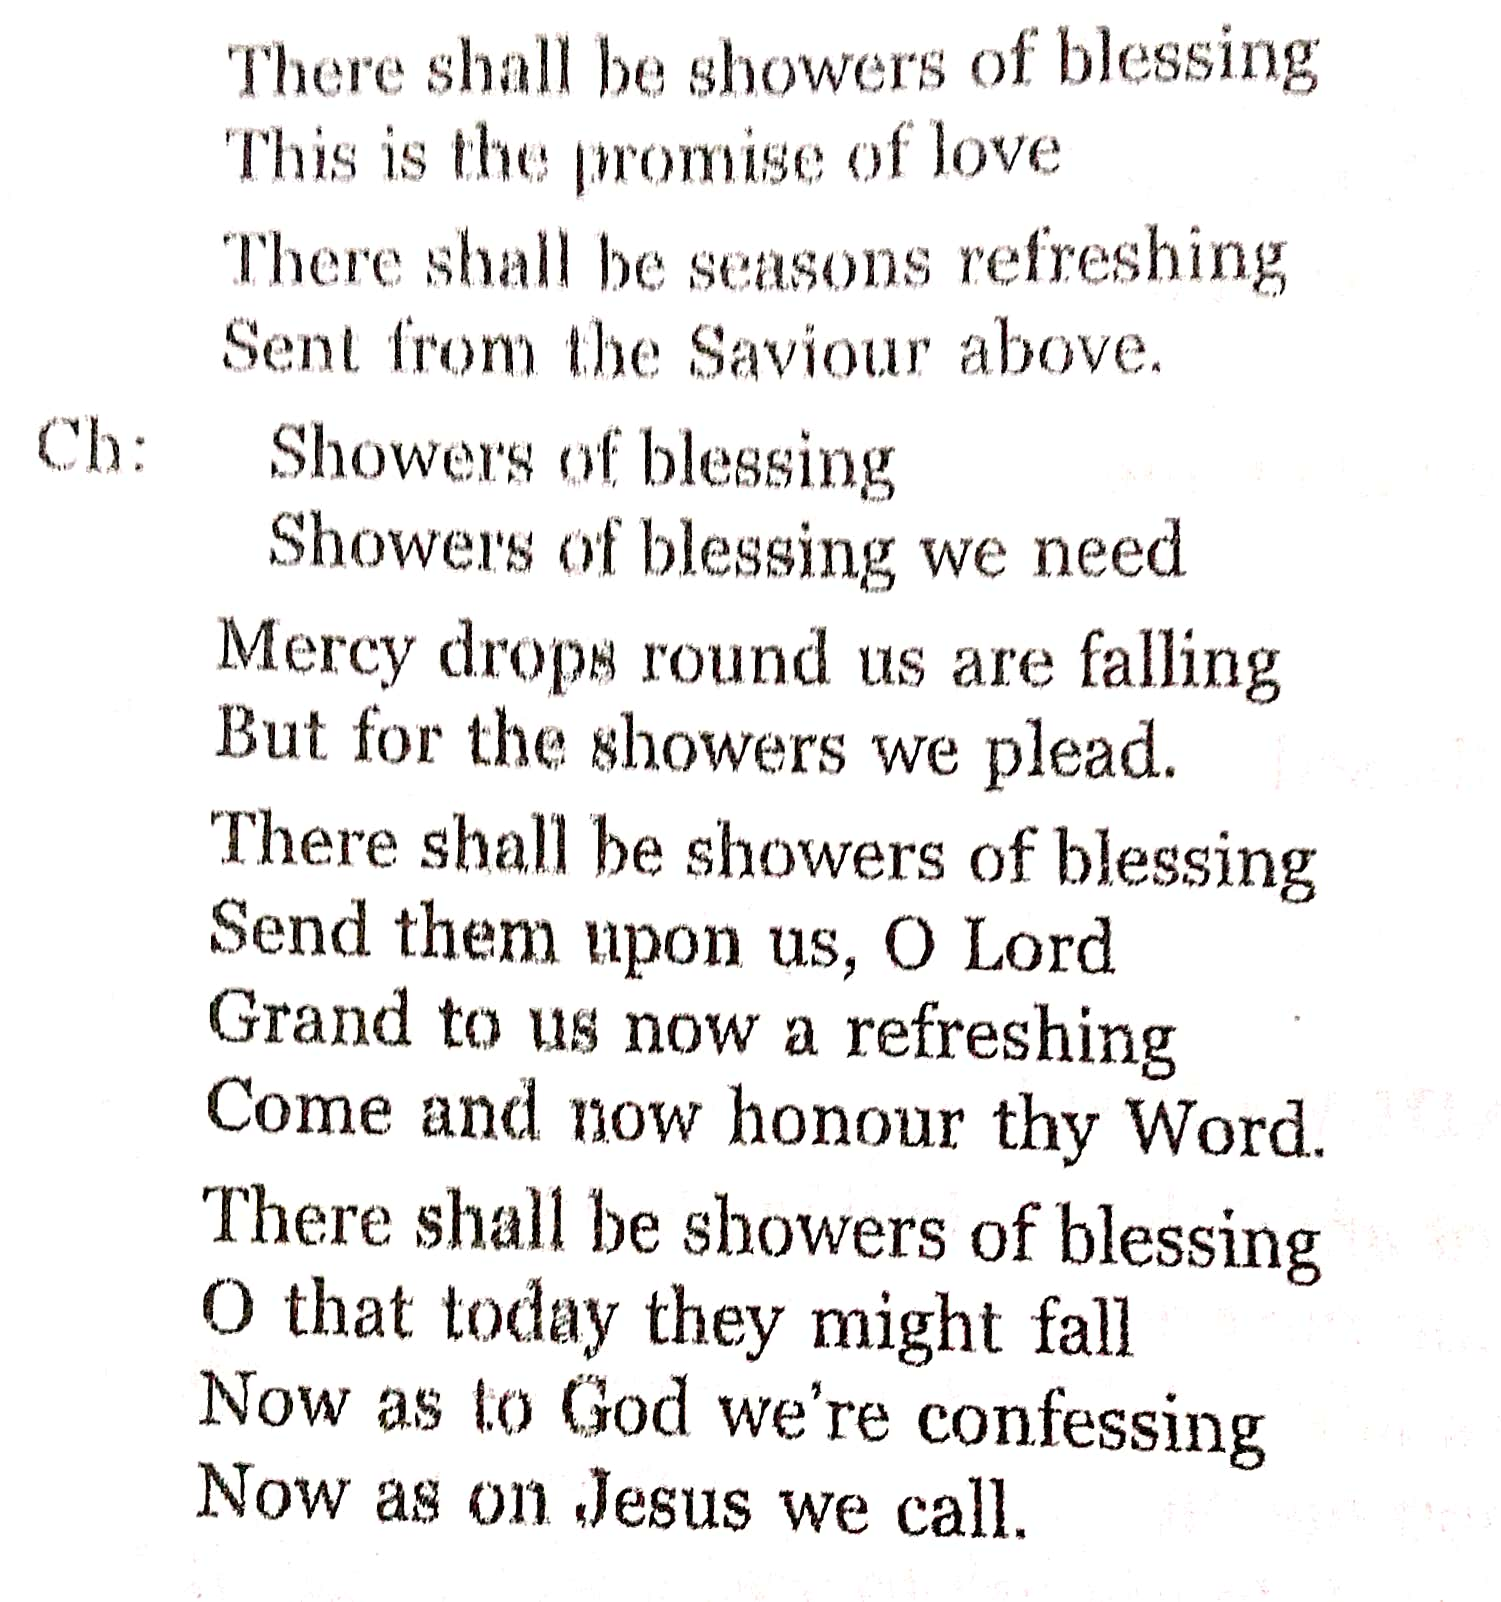 There shall be showers of blessing
This is the promise of love
There shall be seasons refreshing
Sent from the Saviour above.
Ch: Showers of blessing
Showers of blessing we need
Mercy drops round us are falling
But for the showers we plead.
There shall be showers of blessing
Send them upon us, O Lord
Grand to us now a refreshing
Come and now honour thy Word.
There shall be showers of blessing
O that today they might fall
Now as to God we're confessing
Now as on Jesus we call.